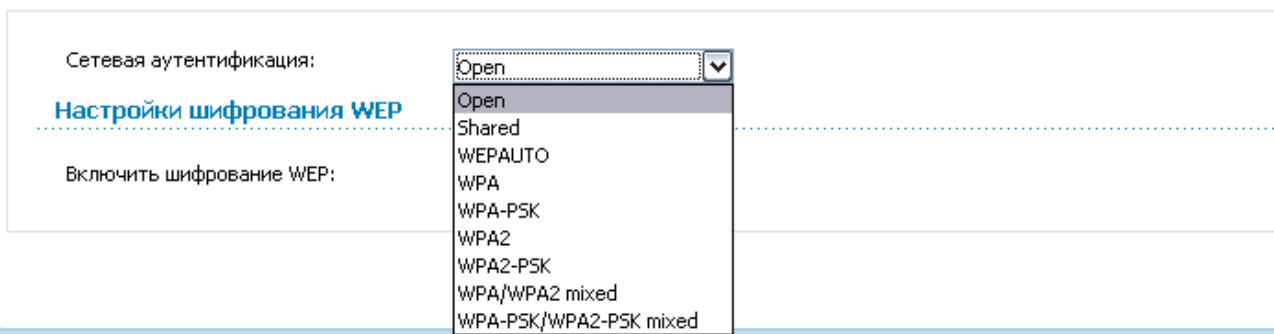 Сетевая аутентификация:
Open
Настройки шифрования WEP
Включить шифрование WEP:
Open
Shared
WEPAUTO
WPA
WPA-PSK
WPA2
WPA2-PSK
WPA/WPA2 mixed
WPA-PSK/WPA2-PSK mixed